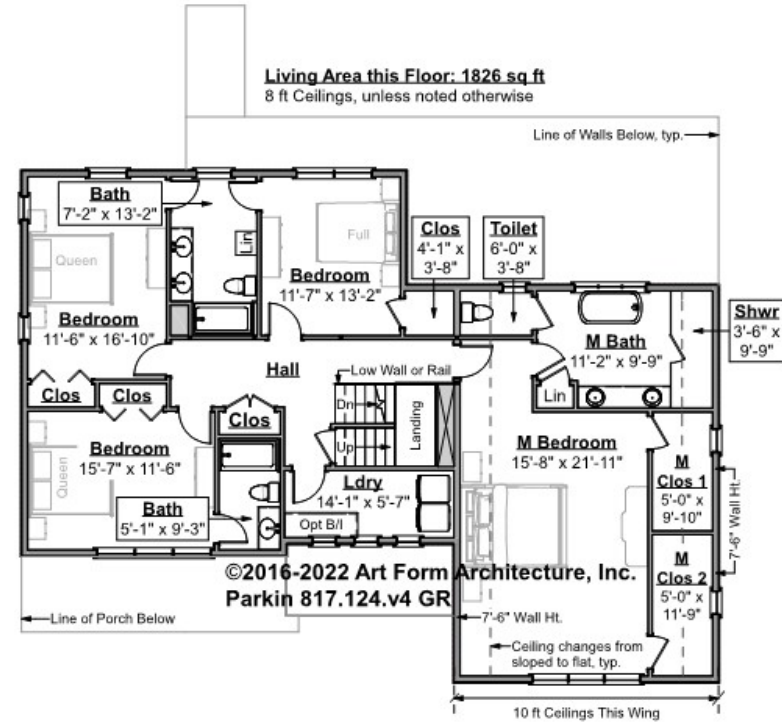 Living Area this Floor: 1826 sq ft
8 ft Ceilings, unless noted otherwise
Line of Walls Below, typ.
Bath
7'-2" x 13'-2"
Lin
Full
Queen
Bedroom
11'-7" x 13'-2"
Clos
4'-1" x
3'-8"
Toilet
6'-0" x
3'-8"
Shwr
3'-6" x
9'-9"
Bedroom
11'-6" x 16'-10"
M Bath
11'-2" x 9'-9"
Hall
Low Wall or Rail
Clos
Clos
Clos
Dn
Up
Landing
Lin
Bedroom
15'-7" x 11'-6"
Queen
M Bedroom
15'-8" x 21'-11"
M
Clos 1
5'-0" x
9'-10"
7'-6" Wall Ht.
Ldry
14'-1" x 5'-7"
Opt B/I
Bath
5'-1" x 9'-3"
M
Clos 2
5'-0" x
11'-9"
©2016-2022 Art Form Architecture, Inc.
Parkin 817.124.v4 GR
7'-6" Wall Ht.
Line of Porch Below
Ceiling changes from
sloped to flat, typ.
10 ft Ceilings This Wing